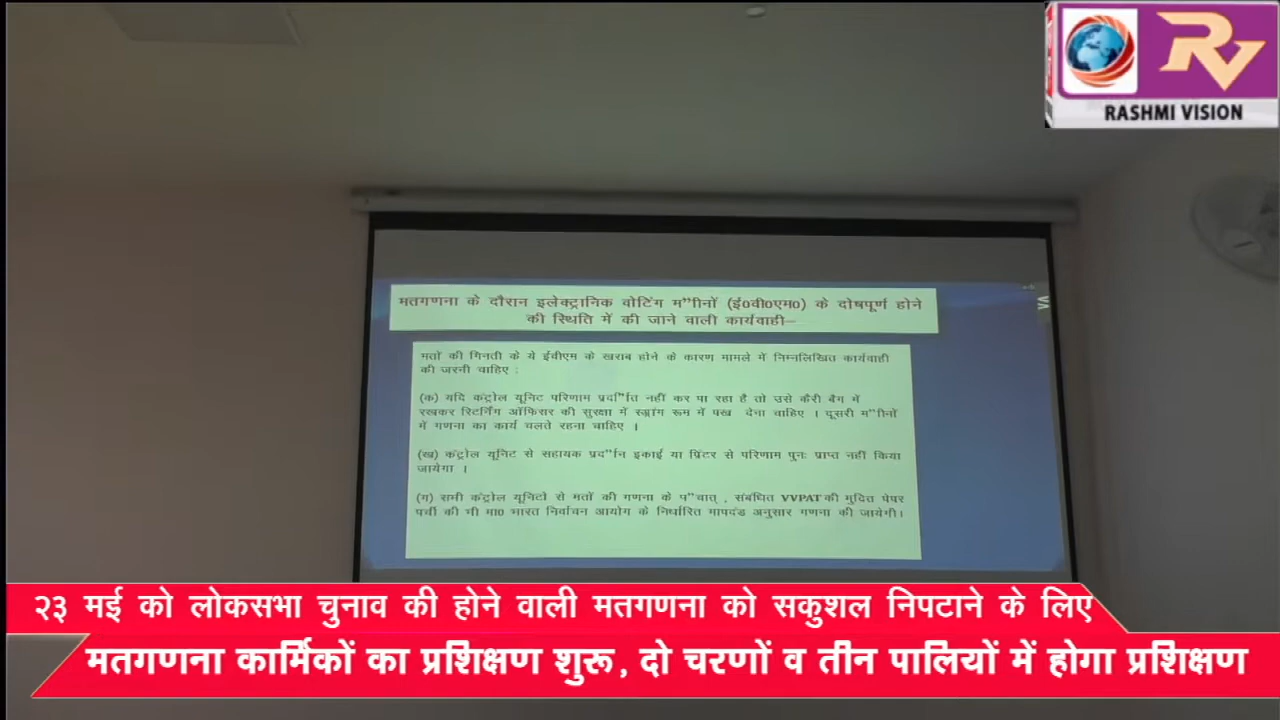 RV
RASHMI VISION
मतगणना के दौरान इलेक्ट्रानिक वोटिंग म”ीनों (ई0वी0एम0) के दोषपूर्ण होने
की स्थिति में की जाने वाली कार्यवाही–
मतों की गिनती के ये ईवीएम के खराब होने के कारण मामले में निम्नलिखित कार्यवाही
की जरनी चाहिए :
(क) यदि कंट्रोल यूनिट परिणाम प्रदर्”ाित नहीं कर पा रहा है तो उसे कैरी बैग में
रखकर रिटर्निंग ऑफिसर की सुरक्षा में स्ट्रांग रूम में देना चाहिए । दूसरी म”ीनों
में गणना का कार्य चलते रहना चाहिए ।
(ख) कंट्रोल यूनिट से सहायक प्रद”ाने इकाई या प्रिंटर से परिणाम पुनः प्राप्त नहीं किया
जायेगा ।
(ग) सभी कंट्रोल यूनिटों से मतों की गणना के प”चात् , संबंधित VVPAT की मुद्रित पेपर
पर्ची की भी मा0 भारत निर्वाचन आयोग के निर्धारित मापदंड अनुसार गणना की जायेगी।
२३ मई को लोकसभा चुनाव की होने वाली मतगणना को सकुशल निपटाने के लिए
मतगणना कार्मिकों का प्रशिक्षण शुरू, दो चरणों व तीन पालियों में होगा प्रशिक्षण